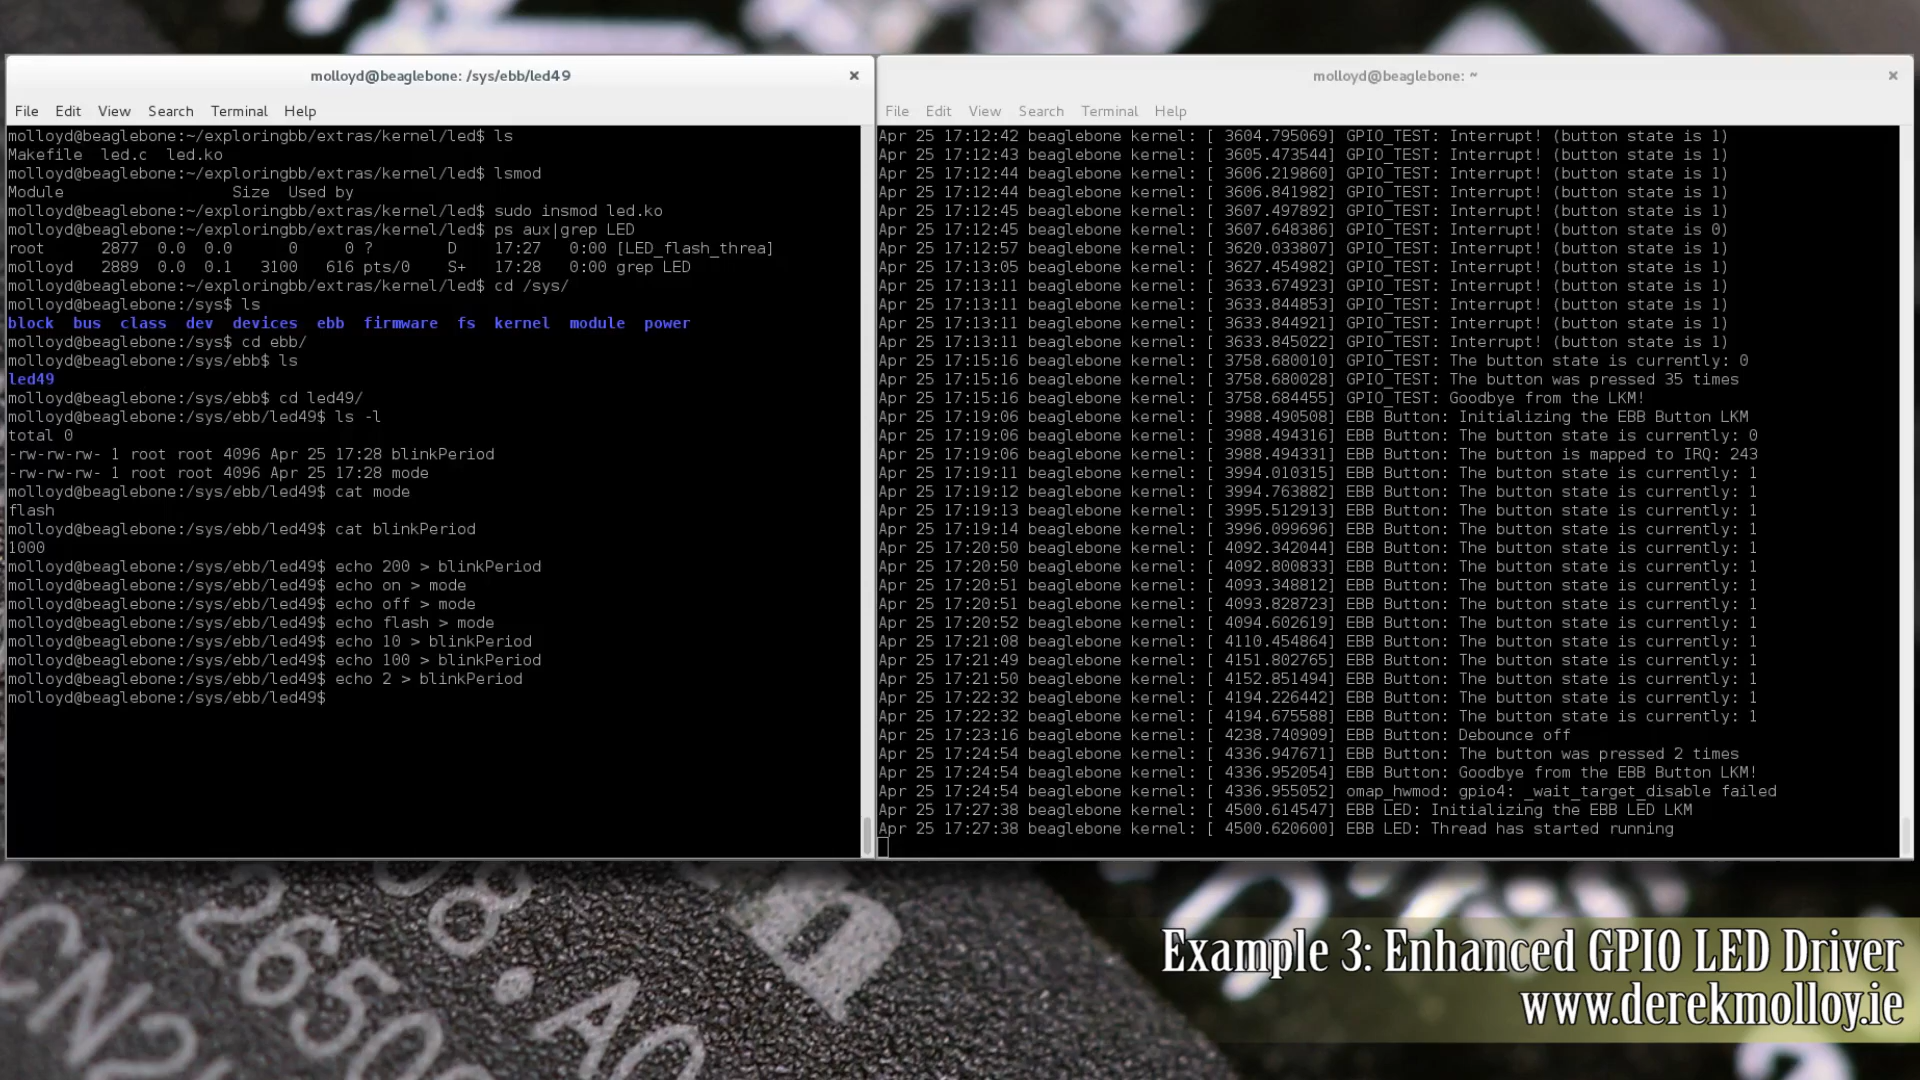 molloyd@beaglebone: /sys/ebb/led49
File Edit View Search Terminal Help
molloyd@beaglebone:~/exploringbb/extras/kernel/led$ ls
Makefile  led.c  led.ko
molloyd@beaglebone:~/exploringbb/extras/kernel/led$ lsmod
Module                  Size  Used by
molloyd@beaglebone:~/exploringbb/extras/kernel/led$ sudo insmod led.ko
molloyd@beaglebone:~/exploringbb/extras/kernel/led$ ps aux|grep LED
root      2877  0.0  0.0      0     0 ?        D    17:27   0:00 [LED_flash_threa]
molloyd   2889  0.0  0.1   3100   616 pts/0    S+   17:28   0:00 grep LED
molloyd@beaglebone:~/exploringbb/extras/kernel/led$ cd /sys/
molloyd@beaglebone:/sys$ ls
block  bus  class  dev  devices  ebb  firmware  fs  kernel  module  power
molloyd@beaglebone:/sys$ cd ebb/
molloyd@beaglebone:/sys/ebb$ ls
led49
molloyd@beaglebone:/sys/ebb$ cd led49/
molloyd@beaglebone:/sys/ebb/led49$ ls -l
total 0
-rw-rw-rw- 1 root root 4096 Apr 25 17:28 blinkPeriod
-rw-rw-rw- 1 root root 4096 Apr 25 17:28 mode
molloyd@beaglebone:/sys/ebb/led49$ cat mode
flash
molloyd@beaglebone:/sys/ebb/led49$ cat blinkPeriod
1000
molloyd@beaglebone:/sys/ebb/led49$ echo 200 > blinkPeriod
molloyd@beaglebone:/sys/ebb/led49$ echo on > mode
molloyd@beaglebone:/sys/ebb/led49$ echo off > mode
molloyd@beaglebone:/sys/ebb/led49$ echo flash > mode
molloyd@beaglebone:/sys/ebb/led49$ echo 10 > blinkPeriod
molloyd@beaglebone:/sys/ebb/led49$ echo 100 > blinkPeriod
molloyd@beaglebone:/sys/ebb/led49$ echo 2 > blinkPeriod
molloyd@beaglebone:/sys/ebb/led49$
molloyd@beaglebone: ~
File Edit View Search Terminal Help
Apr 25 17:12:42 beaglebone kernel: [ 3604.795069] GPIO_TEST: Interrupt! (button state is 1)
Apr 25 17:12:43 beaglebone kernel: [ 3605.473544] GPIO_TEST: Interrupt! (button state is 1)
Apr 25 17:12:44 beaglebone kernel: [ 3606.219860] GPIO_TEST: Interrupt! (button state is 1)
Apr 25 17:12:44 beaglebone kernel: [ 3606.841982] GPIO_TEST: Interrupt! (button state is 1)
Apr 25 17:12:45 beaglebone kernel: [ 3607.497892] GPIO_TEST: Interrupt! (button state is 1)
Apr 25 17:12:45 beaglebone kernel: [ 3607.648386] GPIO_TEST: Interrupt! (button state is 0)
Apr 25 17:12:57 beaglebone kernel: [ 3620.033807] GPIO_TEST: Interrupt! (button state is 1)
Apr 25 17:13:05 beaglebone kernel: [ 3627.454982] GPIO_TEST: Interrupt! (button state is 1)
Apr 25 17:13:11 beaglebone kernel: [ 3633.674923] GPIO_TEST: Interrupt! (button state is 1)
Apr 25 17:13:11 beaglebone kernel: [ 3633.844853] GPIO_TEST: Interrupt! (button state is 1)
Apr 25 17:13:11 beaglebone kernel: [ 3633.844921] GPIO_TEST: Interrupt! (button state is 1)
Apr 25 17:13:11 beaglebone kernel: [ 3633.845022] GPIO_TEST: Interrupt! (button state is 1)
Apr 25 17:15:16 beaglebone kernel: [ 3758.680010] GPIO_TEST: The button state is currently: 0
Apr 25 17:15:16 beaglebone kernel: [ 3758.680028] GPIO_TEST: The button was pressed 35 times
Apr 25 17:15:16 beaglebone kernel: [ 3758.684455] GPIO_TEST: Goodbye from the LKM!
Apr 25 17:19:06 beaglebone kernel: [ 3988.490508] EBB Button: Initializing the EBB Button LKM
Apr 25 17:19:06 beaglebone kernel: [ 3988.494316] EBB Button: The button state is currently: 0
Apr 25 17:19:06 beaglebone kernel: [ 3988.494331] EBB Button: The button is mapped to IRQ: 243
Apr 25 17:19:11 beaglebone kernel: [ 3994.010315] EBB Button: The button state is currently: 1
Apr 25 17:19:12 beaglebone kernel: [ 3994.763882] EBB Button: The button state is currently: 1
Apr 25 17:19:13 beaglebone kernel: [ 3995.512913] EBB Button: The button state is currently: 1
Apr 25 17:19:14 beaglebone kernel: [ 3996.099696] EBB Button: The button state is currently: 1
Apr 25 17:20:50 beaglebone kernel: [ 4092.342044] EBB Button: The button state is currently: 1
Apr 25 17:20:50 beaglebone kernel: [ 4092.800833] EBB Button: The button state is currently: 1
Apr 25 17:20:51 beaglebone kernel: [ 4093.348812] EBB Button: The button state is currently: 1
Apr 25 17:20:51 beaglebone kernel: [ 4093.828723] EBB Button: The button state is currently: 1
Apr 25 17:20:52 beaglebone kernel: [ 4094.602619] EBB Button: The button state is currently: 1
Apr 25 17:21:08 beaglebone kernel: [ 4110.454864] EBB Button: The button state is currently: 1
Apr 25 17:21:49 beaglebone kernel: [ 4151.802765] EBB Button: The button state is currently: 1
Apr 25 17:21:50 beaglebone kernel: [ 4152.851494] EBB Button: The button state is currently: 1
Apr 25 17:22:32 beaglebone kernel: [ 4194.226442] EBB Button: The button state is currently: 1
Apr 25 17:22:32 beaglebone kernel: [ 4194.675588] EBB Button: The button state is currently: 1
Apr 25 17:23:16 beaglebone kernel: [ 4238.740909] EBB Button: Debounce off
Apr 25 17:24:54 beaglebone kernel: [ 4336.947671] EBB Button: The button was pressed 2 times
Apr 25 17:24:54 beaglebone kernel: [ 4336.952054] EBB Button: Goodbye from the EBB Button LKM!
Apr 25 17:24:54 beaglebone kernel: [ 4336.955052] omap_hwmod: gpio4: _wait_target_disable failed
Apr 25 17:27:38 beaglebone kernel: [ 4500.614547] EBB LED: Initializing the EBB LED LKM
Apr 25 17:27:38 beaglebone kernel: [ 4500.620600] EBB LED: Thread has started running
Example 3: Enhanced GPIO LED Driver
www.derekmolloy.ie